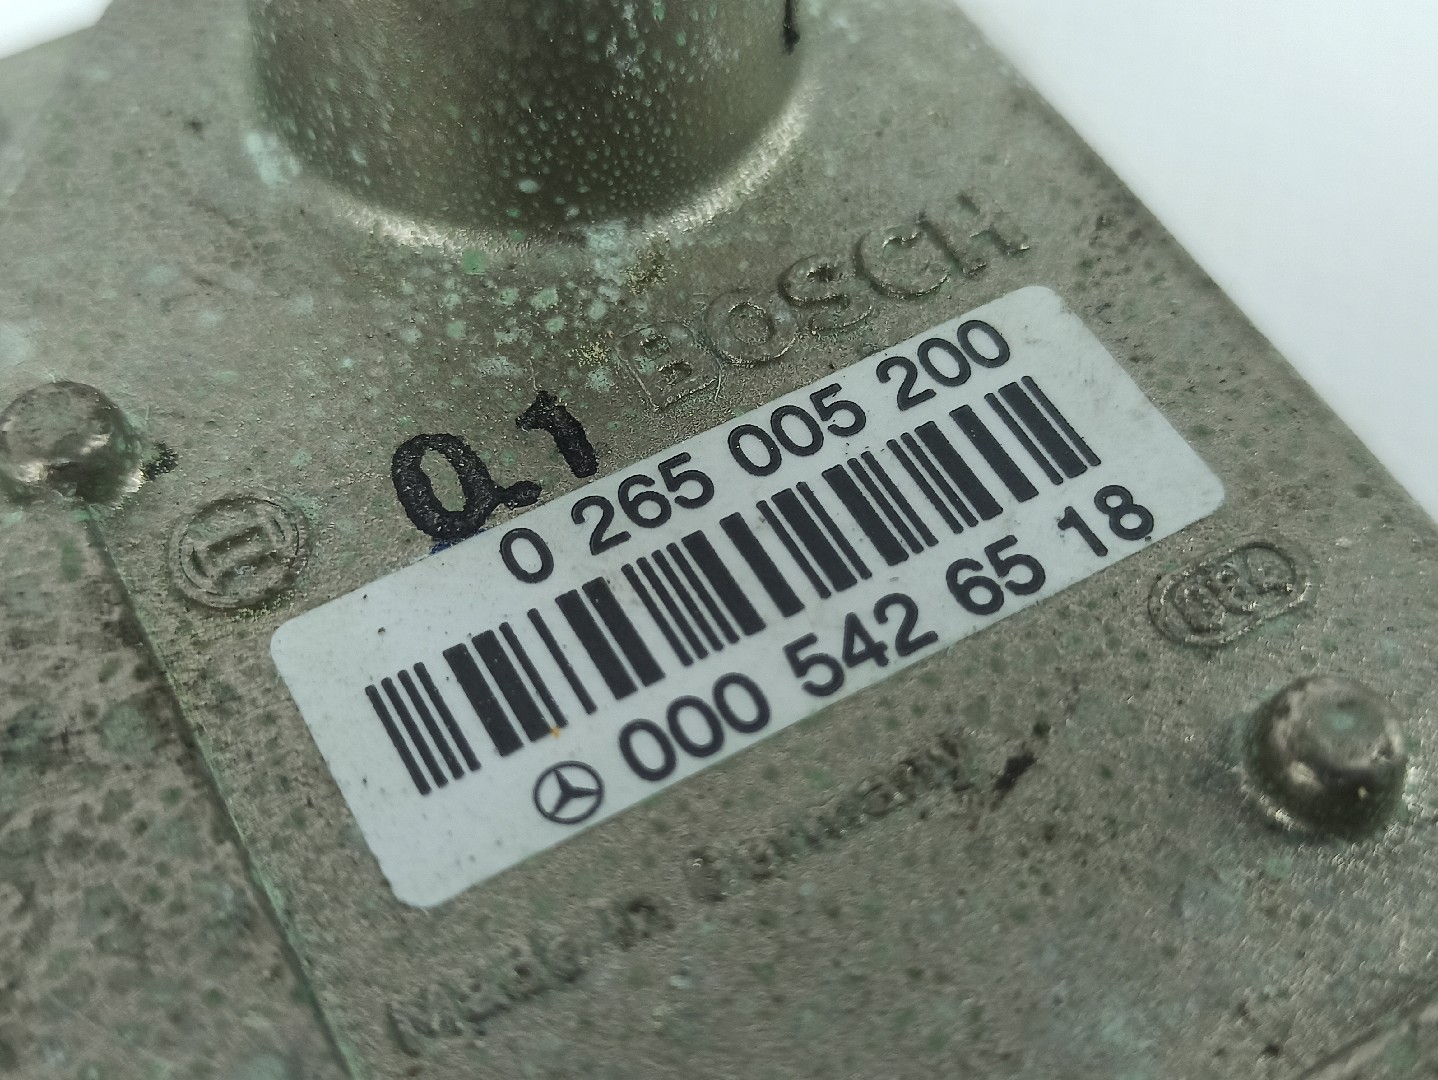 BOSCH
Q1
0 265 005 200
000 542 65 18
Made in Germany